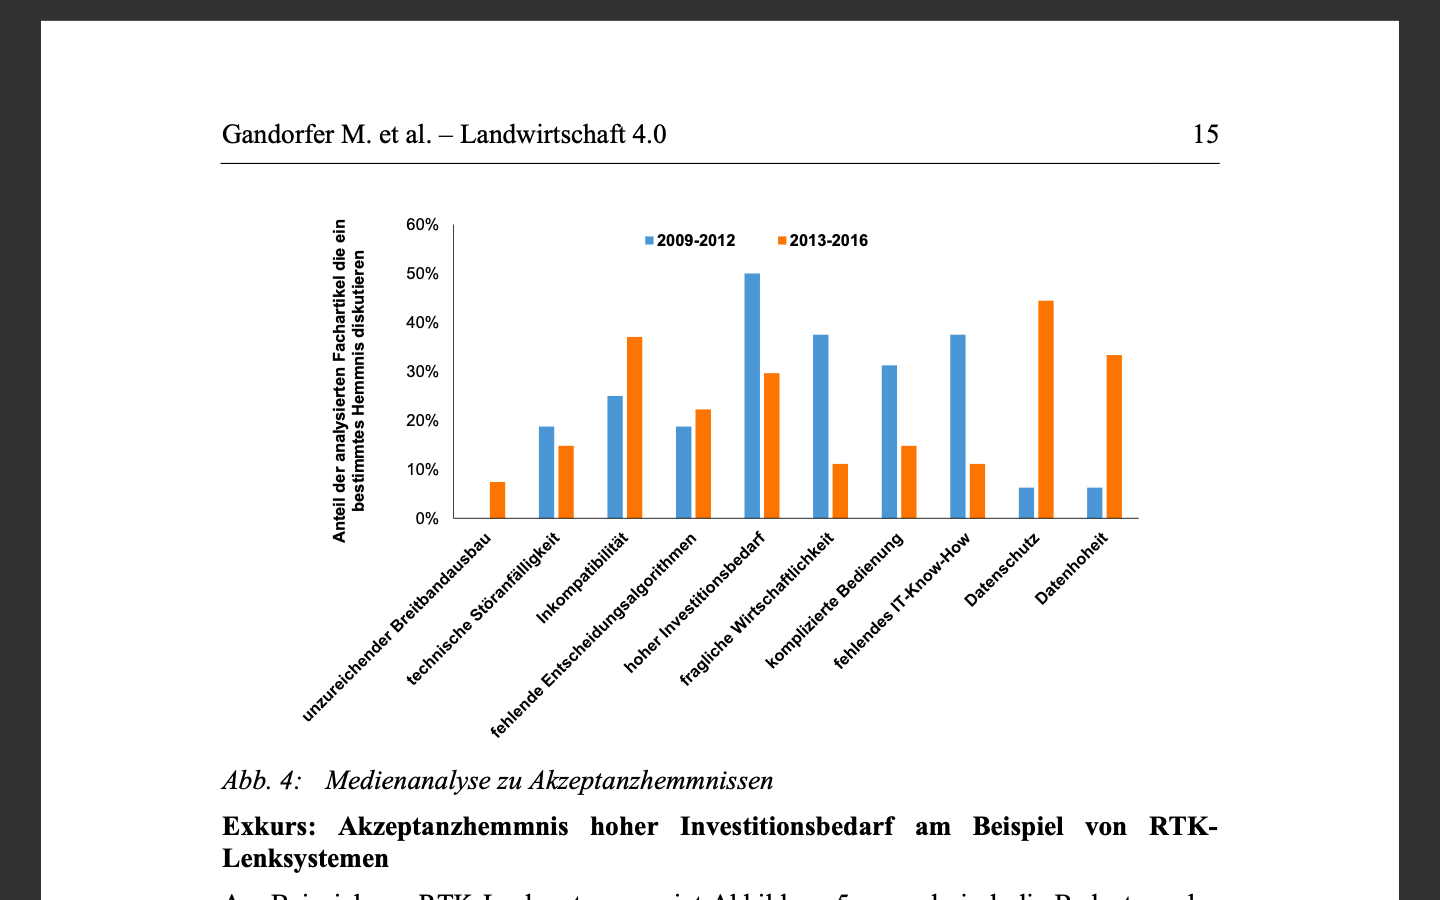 Gandorfer M. et al. – Landwirtschaft 4.0 15
Anteil der analysierten Fachartikel die ein
bestimmtes Hemmnis diskutieren
60%
50%
40%
30%
20%
10%
0%
2009-2012 2013-2016
unzureichender Breitbandausbau
technische Störanfälligkeit
Inkompatibilität
fehlende Entscheidungsalgorithmen
hoher Investitionsbedarf
fragliche Wirtschaftlichkeit
komplizierte Bedienung
fehlendes IT-Know-How
Datenschutz
Datenhoheit
Abb. 4: Medienanalyse zu Akzeptanzhemmnissen
Exkurs: Akzeptanzhemmnis hoher Investitionsbedarf am Beispiel von RTK-
Lenksystemen